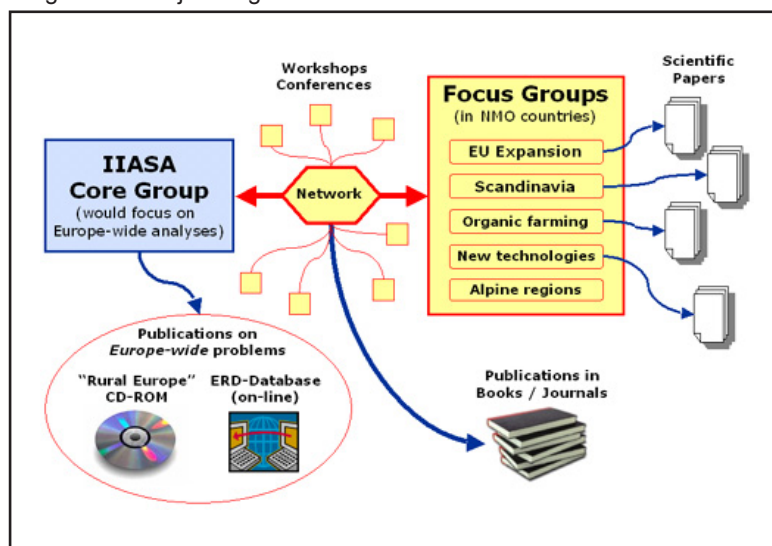 Workshops
Conferences
Scientific
Papers
Focus Groups
(in NMO countries)
EU Expansion
Scandinavia
Organic farming
New technologies
Alpine regions
IIASA
Core Group
(would focus on
Europe-wide analyses)
Network
Publications on
Europe-wide problems
"Rural Europe"
CD-ROM
ERD-Database
(on-line)
Publications in
Books / Journals